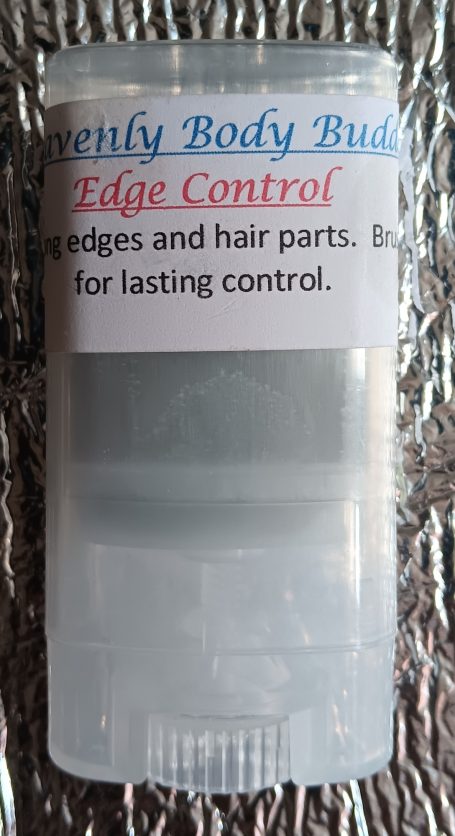 avenly Body Budd
Edge Control
ng edges and hair parts. Bru
for lasting control.